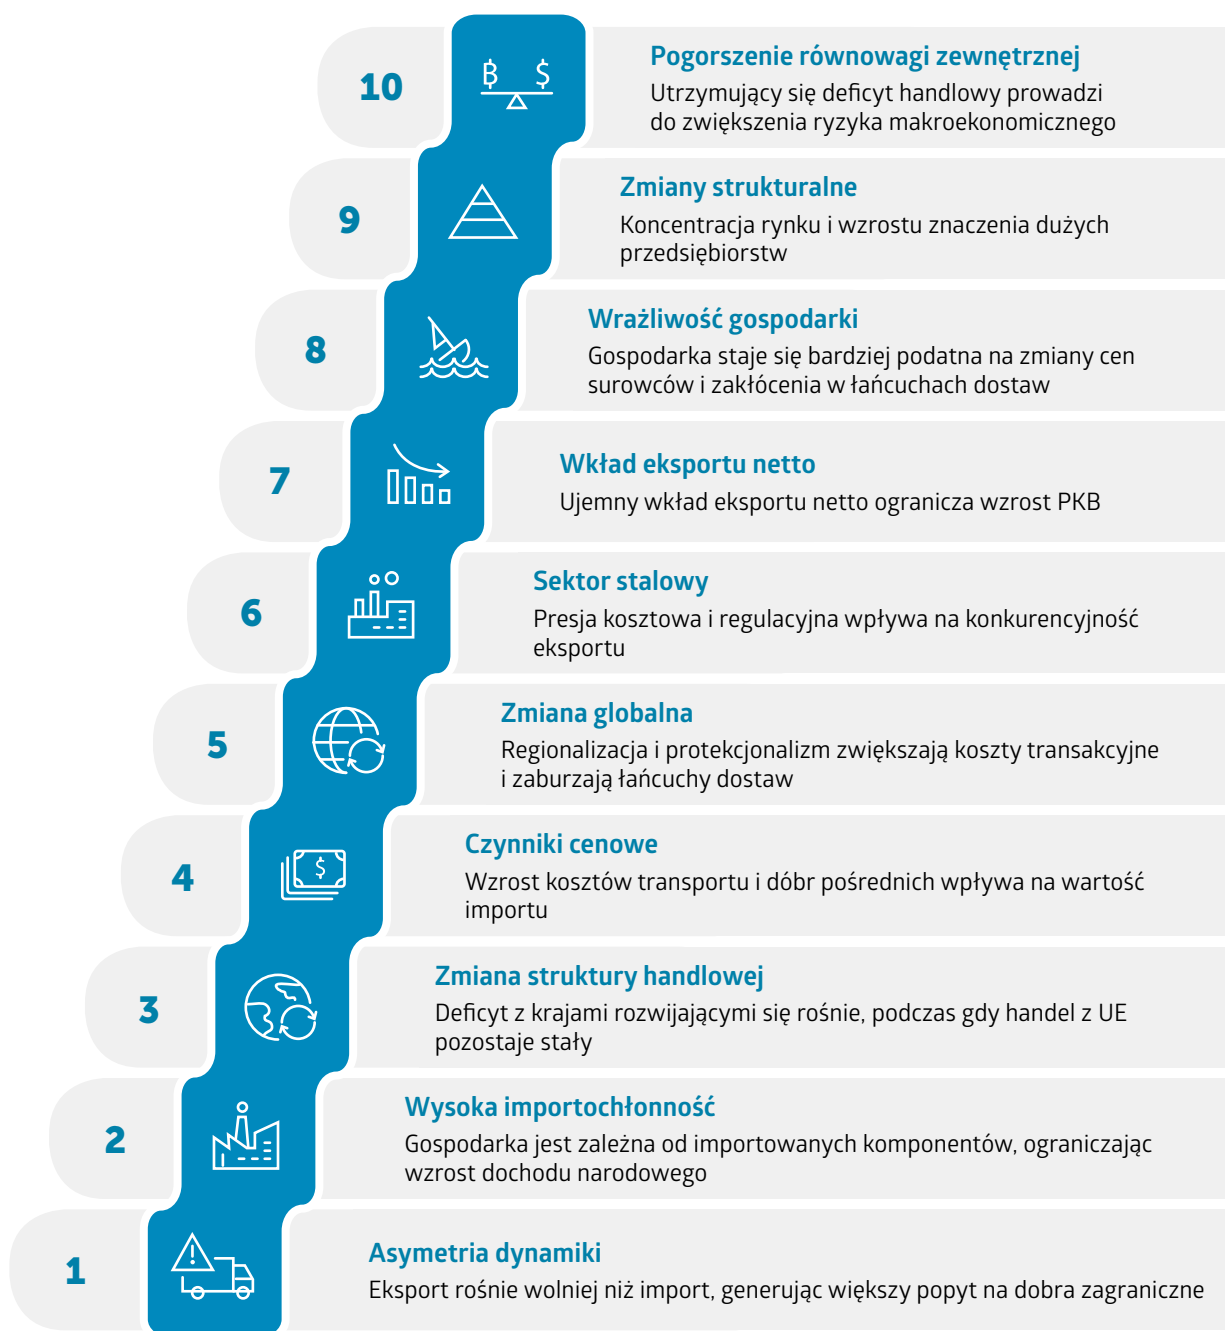 10
฿ $
Pogorszenie równowagi zewnętrznej
Utrzymujący się deficyt handlowy prowadzi
do zwiększenia ryzyka makroekonomicznego
9
Zmiany strukturalne
Koncentracja rynku i wzrostu znaczenia dużych
przedsiębiorstw
8
Wrażliwość gospodarki
Gospodarka staje się bardziej podatna na zmiany cen
surowców i zakłócenia w łańcuchach dostaw
7
Wkład eksportu netto
Ujemny wkład eksportu netto ogranicza wzrost PKB
6
Sektor stalowy
Presja kosztowa i regulacyjna wpływa na konkurencyjność
eksportu
5
Zmiana globalna
Regionalizacja i protekcjonalizm zwiększają koszty transakcyjne
i zaburzają łańcuchy dostaw
4
$
Czynniki cenowe
Wzrost kosztów transportu i dóbr pośrednich wpływa na wartość
importu
3
Zmiana struktury handlowej
Deficyt z krajami rozwijającymi się rośnie, podczas gdy handel z UE
pozostaje stały
2
Wysoka importochłonność
Gospodarka jest zależna od importowanych komponentów, ograniczając
wzrost dochodu narodowego
1
!
Asymetria dynamiki
Eksport rośnie wolniej niż import, generując większy popyt na dobra zagraniczne